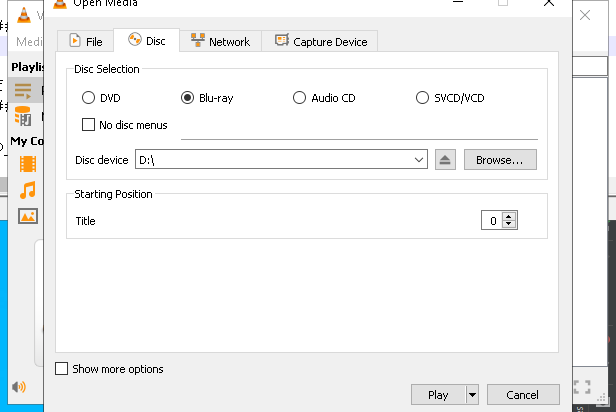 Open Media
Medi
File
Disc
Network
Capture Device
Playlis
Disc Selection
DVD
Blu-ray
Audio CD
SVCD/VCD
No disc menus
My Co
Disc device
D:\
Browse...
Starting Position
Title
0
Show more options
Play
Cancel